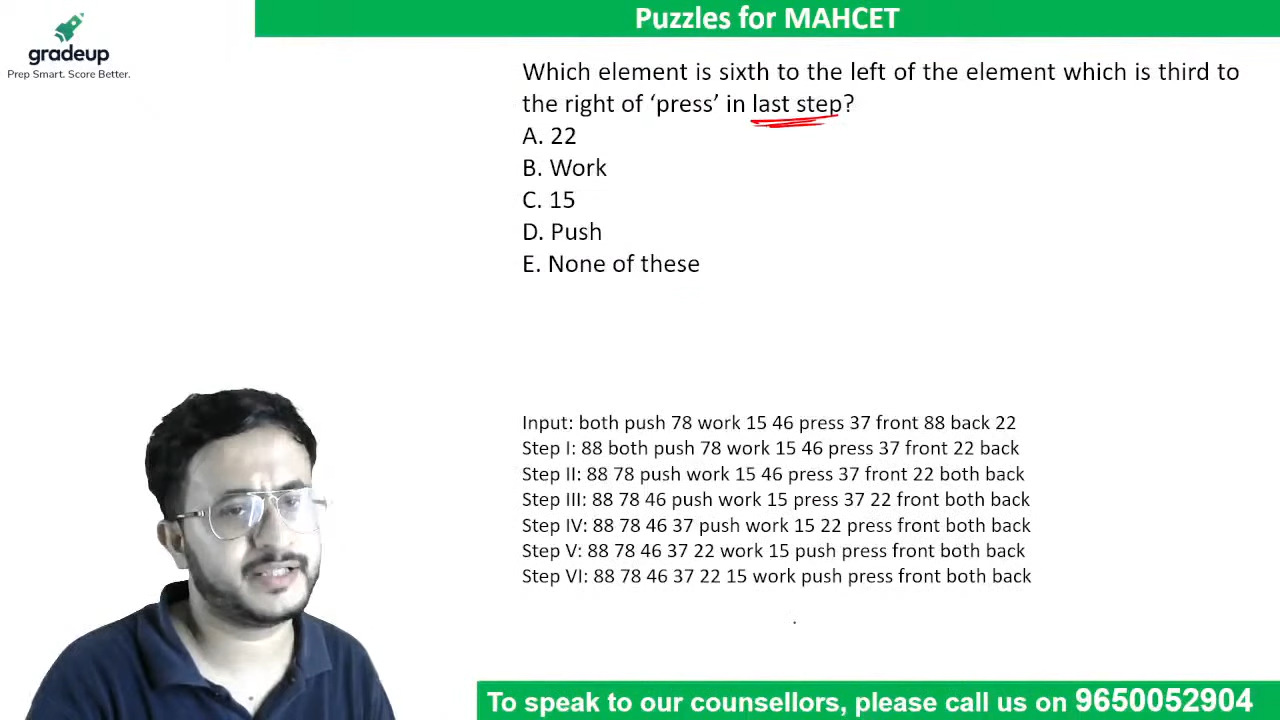 Puzzles for MAHCET
gradeup
Prep Smart. Score Better.
Which element is sixth to the left of the element which is third to
the right of ‘press’ in last step?
A. 22
B. Work
C. 15
D. Push
E. None of these
Input: both push 78 work 15 46 press 37 front 88 back 22
Step I: 88 both push 78 work 15 46 press 37 front 22 back
Step II: 88 78 push work 15 46 press 37 front 22 both back
Step III: 88 78 46 push work 15 press 37 22 front both back
Step IV: 88 78 46 37 push work 15 22 press front both back
Step V: 88 78 46 37 22 work 15 push press front both back
Step VI: 88 78 46 37 22 15 work push press front both back
To speak to our counsellors, please call us on 9650052904